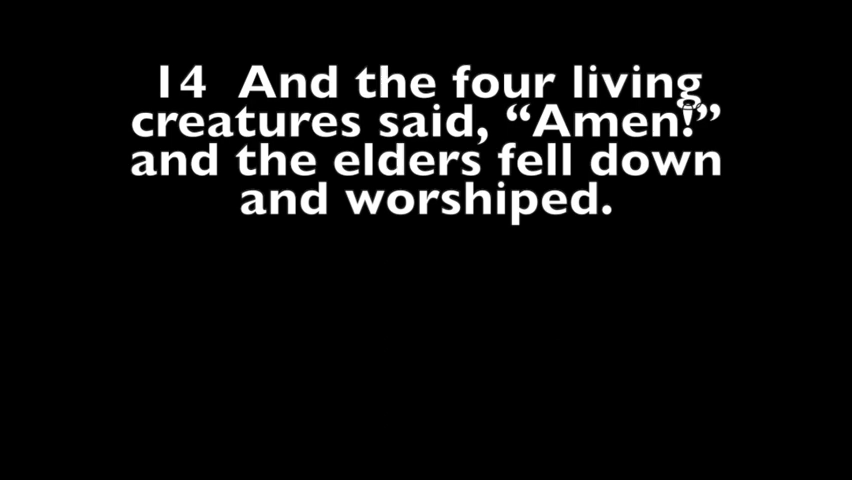 14  And the four living
creatures said, “Amen!”
and the elders fell down
and worshiped.